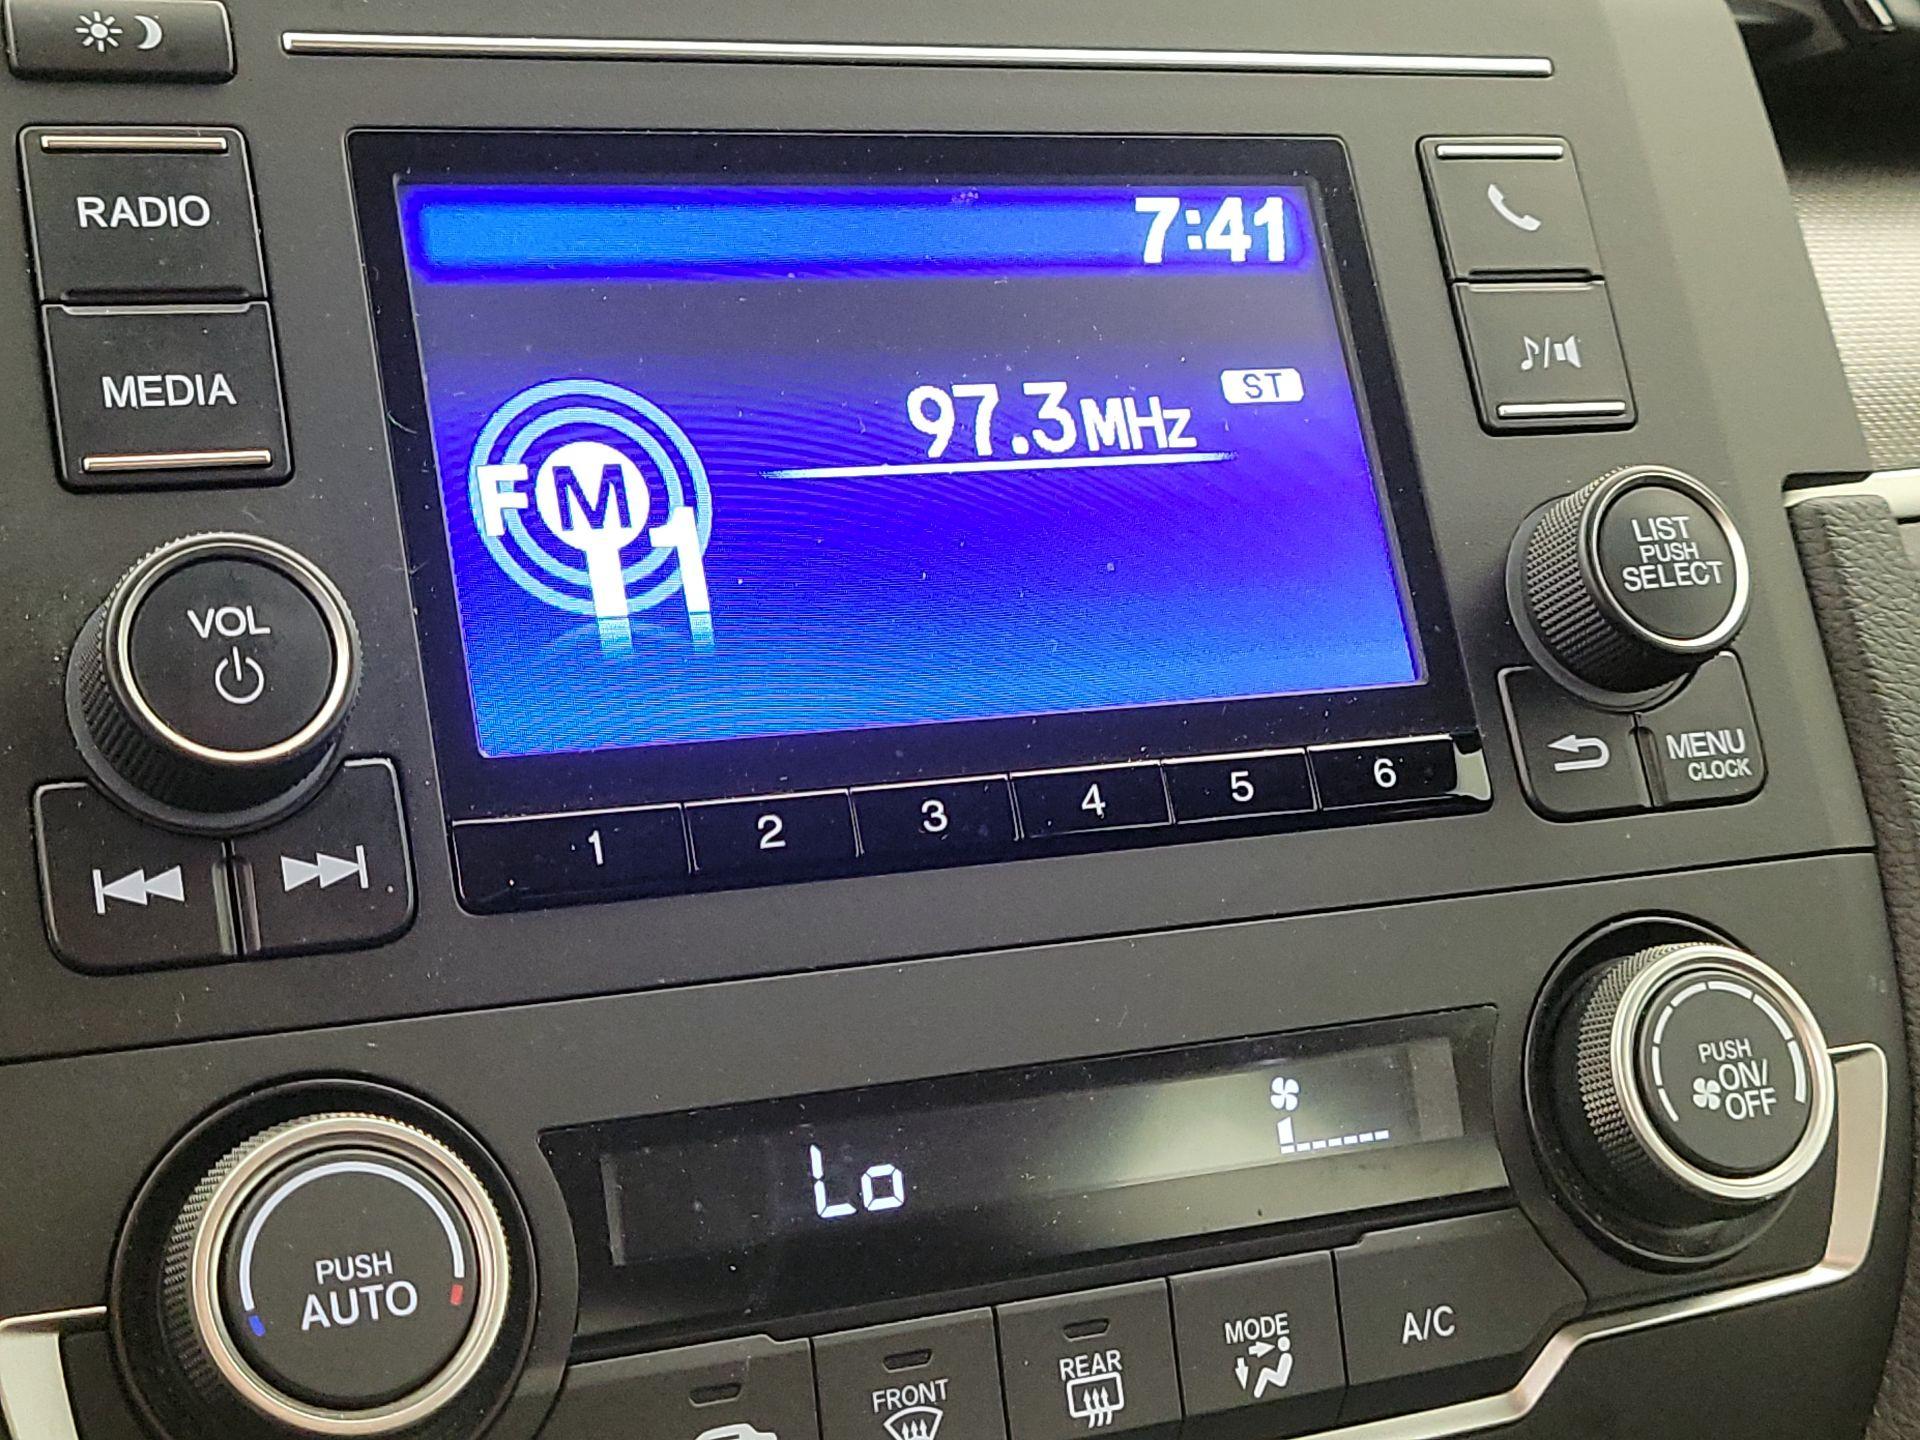 7:41
RADIO
MEDIA
97.3MHz
ST
FM
1
LIST
PUSH
SELECT
VOL
MENU
CLOCK
1 2 3 4 5 6
PUSH
ON/
OFF
Lo
PUSH
AUTO
FRONT
REAR
MODE
A/C